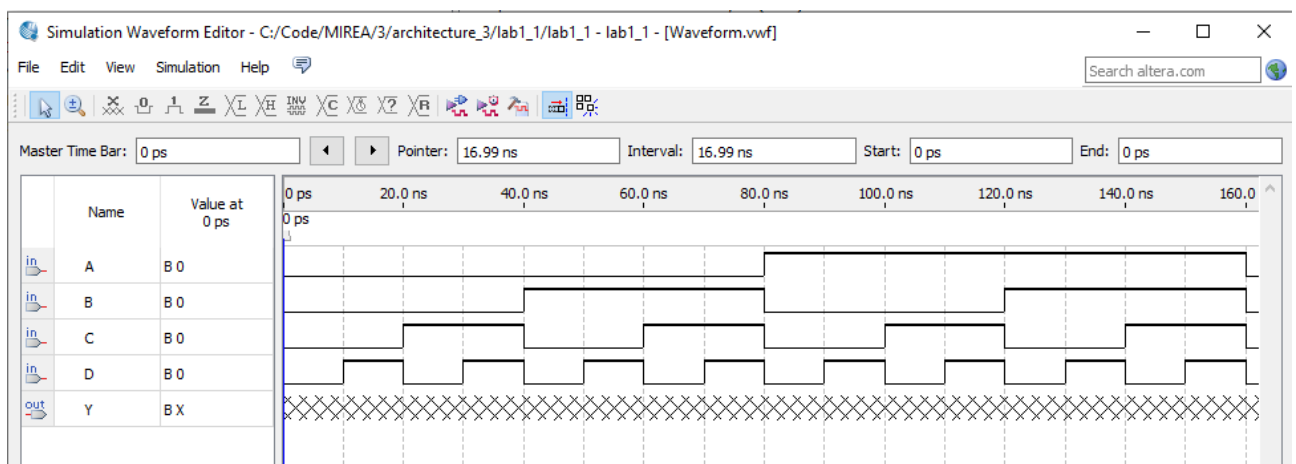 Simulation Waveform Editor - C:/Code/MIREA/3/architecture_3/lab1_1/lab1_1 - lab1_1 - [Waveform.vwf]
File Edit View Simulation Help
Search altera.com
Master Time Bar: 0 ps Pointer: 16.99 ns Interval: 16.99 ns Start: 0 ps End: 0 ps
Name Value at 0 ps
0 ps 20.0 ns 40.0 ns 60.0 ns 80.0 ns 100.0 ns 120.0 ns 140.0 ns 160.0
0 ps
in A B 0
in B B 0
in C B 0
in D B 0
out Y B X